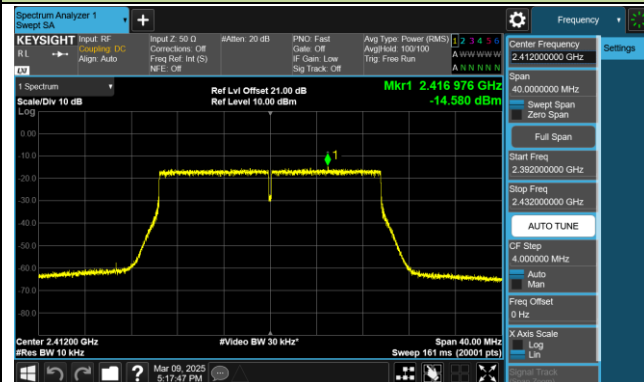 Spectrum Analyzer 1
Swept SA
Frequency
KEYSIGHT
RL
LXI
Input: RF
Coupling: DC
Align: Auto
Input Z: 50 Ω
Corrections: Off
Freq Ref: Int (S)
NFE: Off
#Atten: 20 dB
PNO: Fast
Gate: Off
IF Gain: Low
Sig Track: Off
Avg Type: Power (RMS)
Avg|Hold: 100/100
Trig: Free Run
1 2 3 4 5 6
A W W W W W
A N N N N N
1 Spectrum
Scale/Div 10 dB
Log
Ref Lvl Offset 21.00 dB
Ref Level 10.00 dBm
Mkr1 2.416 976 GHz
-14.580 dBm
0.00
-10.0
-20.0
-30.0
-40.0
-50.0
-60.0
-70.0
-80.0
1
Center 2.41200 GHz
#Res BW 10 kHz
#Video BW 30 kHz*
Span 40.00 MHz
Sweep 161 ms (20001 pts)
Mar 09, 2025
5:17:47 PM
?
Center Frequency
2.412000000 GHz
Settings
Span
40.0000000 MHz
Swept Span
Zero Span
Full Span
Start Freq
2.392000000 GHz
Stop Freq
2.432000000 GHz
AUTO TUNE
CF Step
4.000000 MHz
Auto
Man
Freq Offset
0 Hz
X Axis Scale
Log
Lin
Signal Track